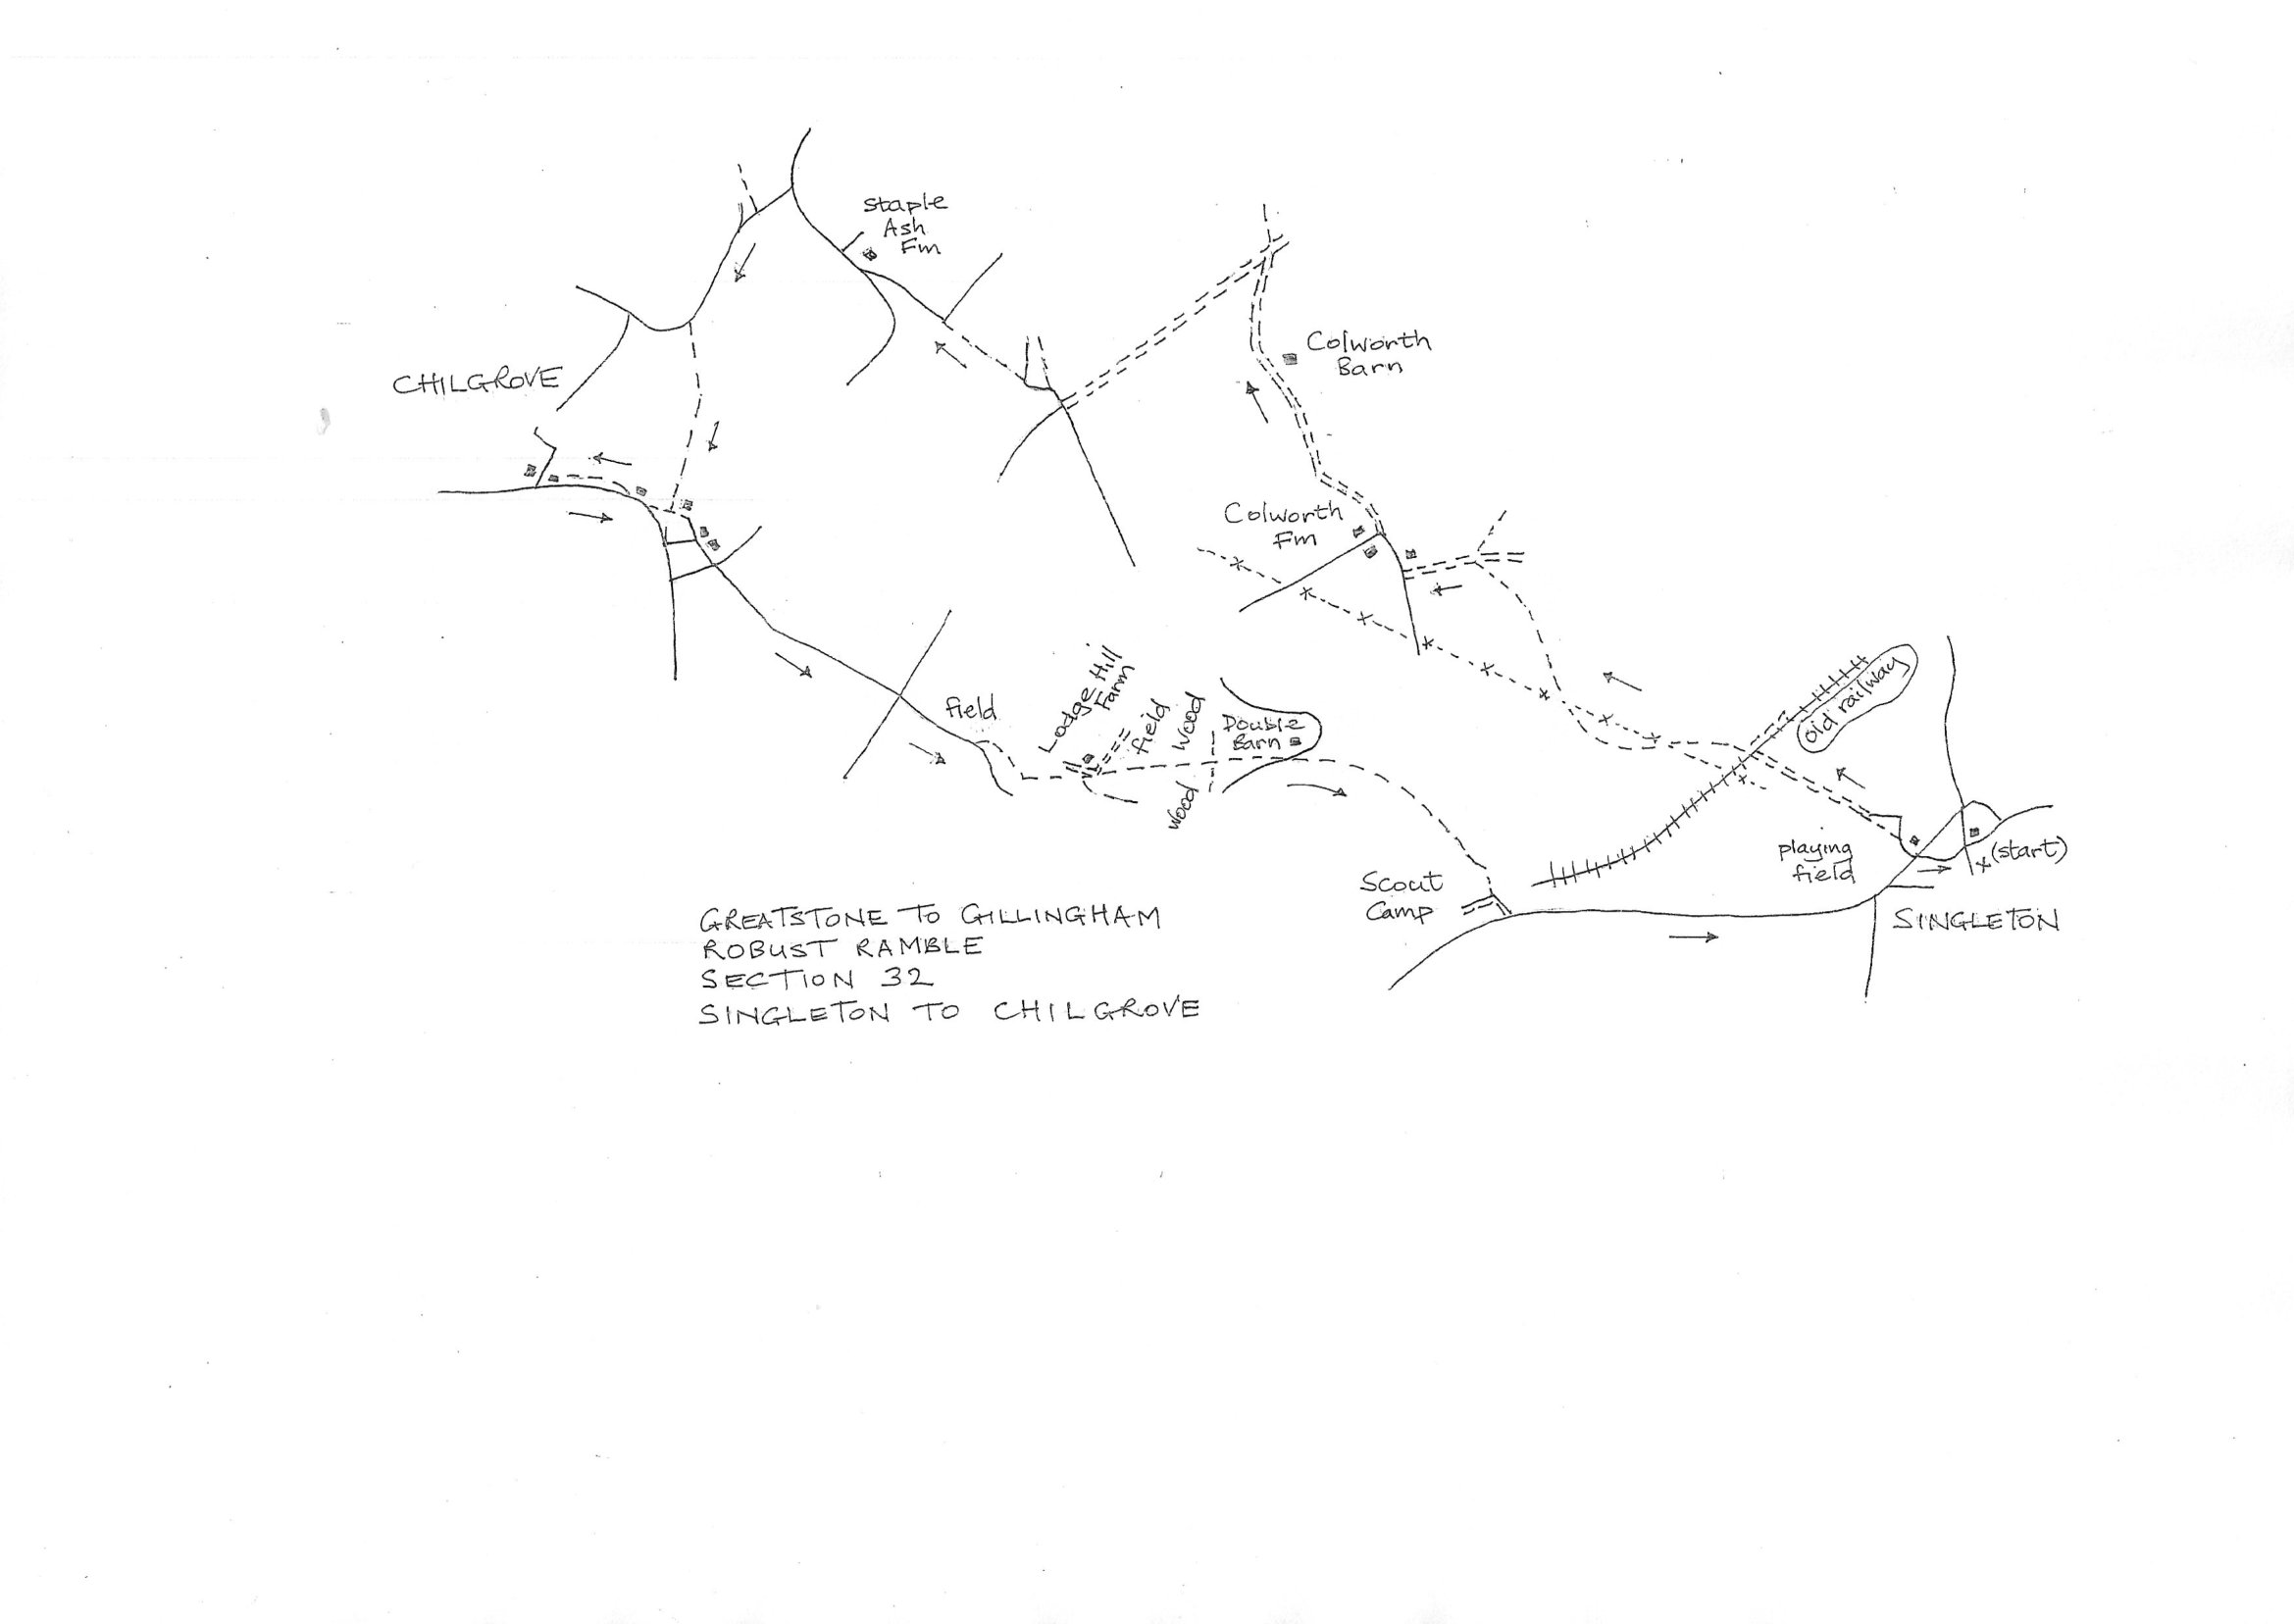 Staple
Ash
Fm
Colworth
Barn
CHILGROVE
Colworth
Fm
Lodge Hill
Farm
field
field
Wood
Wood
Double
Barn
Old railway
playing
field
(start)
Scout
Camp
SINGLETON
GREATSTONE TO GILLINGHAM
ROBUST RAMBLE
SECTION 32
SINGLETON TO CHILGROVE